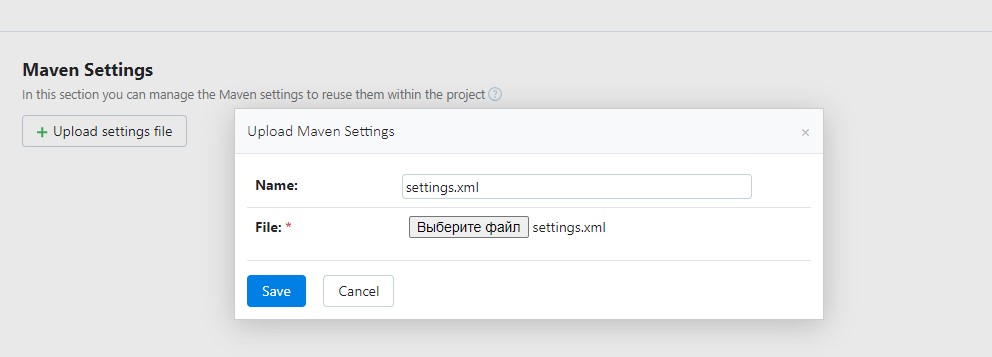 Maven Settings
In this section you can manage the Maven settings to reuse them within the project ?
+ Upload settings file
Upload Maven Settings ×
Name: settings.xml
File: * Выберите файл settings.xml
Save Cancel